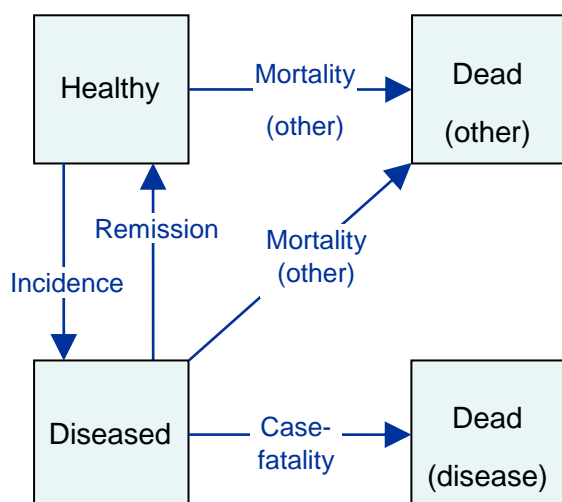 Healthy
Mortality
(other)
Dead
(other)
Remission
Incidence
Mortality
(other)
Diseased
Case-
fatality
Dead
(disease)